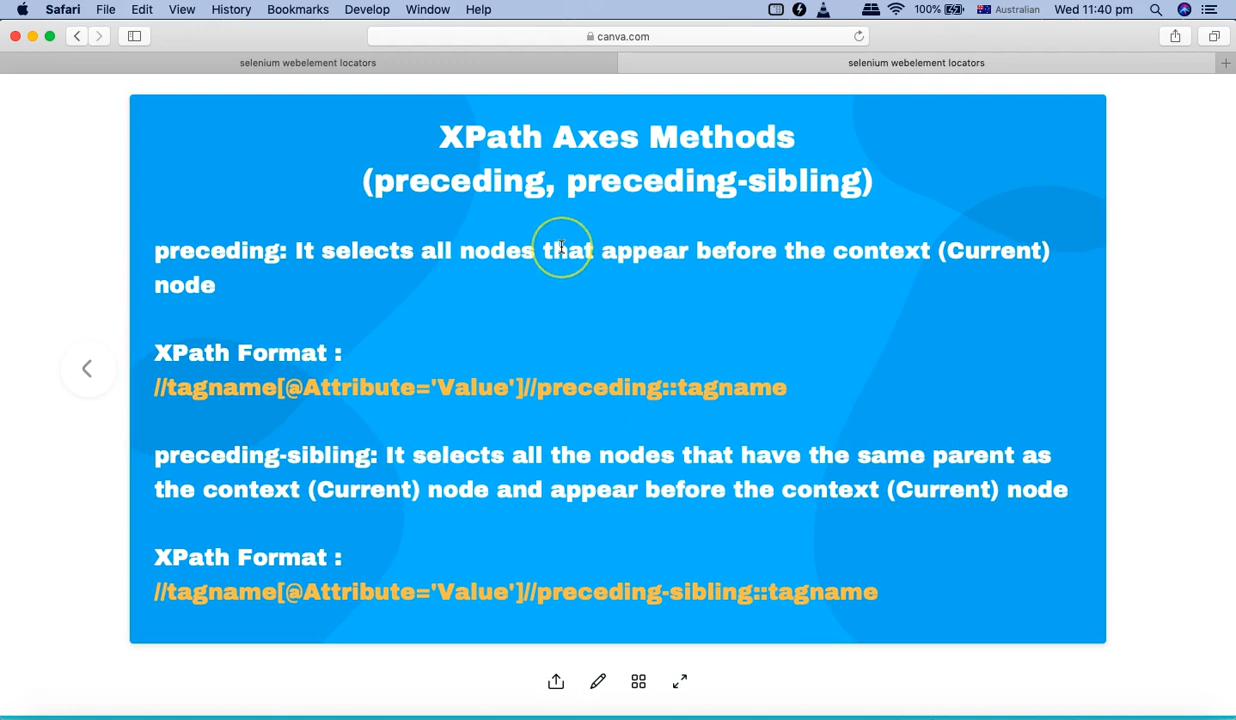 Safari File Edit View History Bookmarks Develop Window Help 100% Australian Wed 11:40 pm
canva.com
selenium webelement locators selenium webelement locators
XPath Axes Methods
(preceding, preceding-sibling)
preceding: It selects all nodes that appear before the context (Current)
node
XPath Format :
//tagname[@Attribute='Value']//preceding::tagname
preceding-sibling: It selects all the nodes that have the same parent as
the context (Current) node and appear before the context (Current) node
XPath Format :
//tagname[@Attribute='Value']//preceding-sibling::tagname